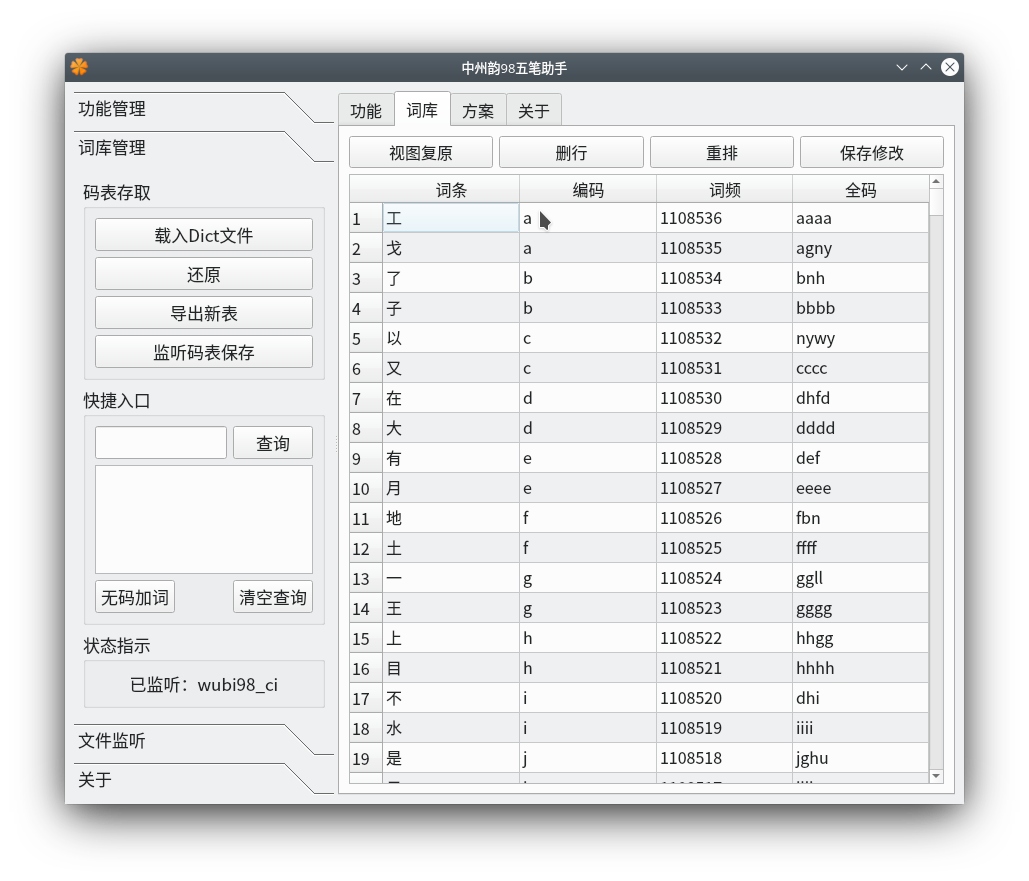 中州韵98五笔助手
功能管理
词库管理
码表存取
载入Dict文件
还原
导出新表
监听码表保存
快捷入口
查询
无码加词 清空查询
状态指示
已监听：wubi98_ci
文件监听
关于
功能 词库 方案 关于
视图复原 删行 重排 保存修改
词条 编码 词频 全码
1 工 a 1108536 aaaa
2 戈 a 1108535 agny
3 了 b 1108534 bnh
4 子 b 1108533 bbbb
5 以 c 1108532 nywy
6 又 c 1108531 cccc
7 在 d 1108530 dhfd
8 大 d 1108529 dddd
9 有 e 1108528 def
10 月 e 1108527 eeee
11 地 f 1108526 fbn
12 土 f 1108525 ffff
13 一 g 1108524 ggll
14 王 g 1108523 gggg
15 上 h 1108522 hhgg
16 目 h 1108521 hhhh
17 不 i 1108520 dhi
18 水 i 1108519 iiii
19 是 j 1108518 jghu